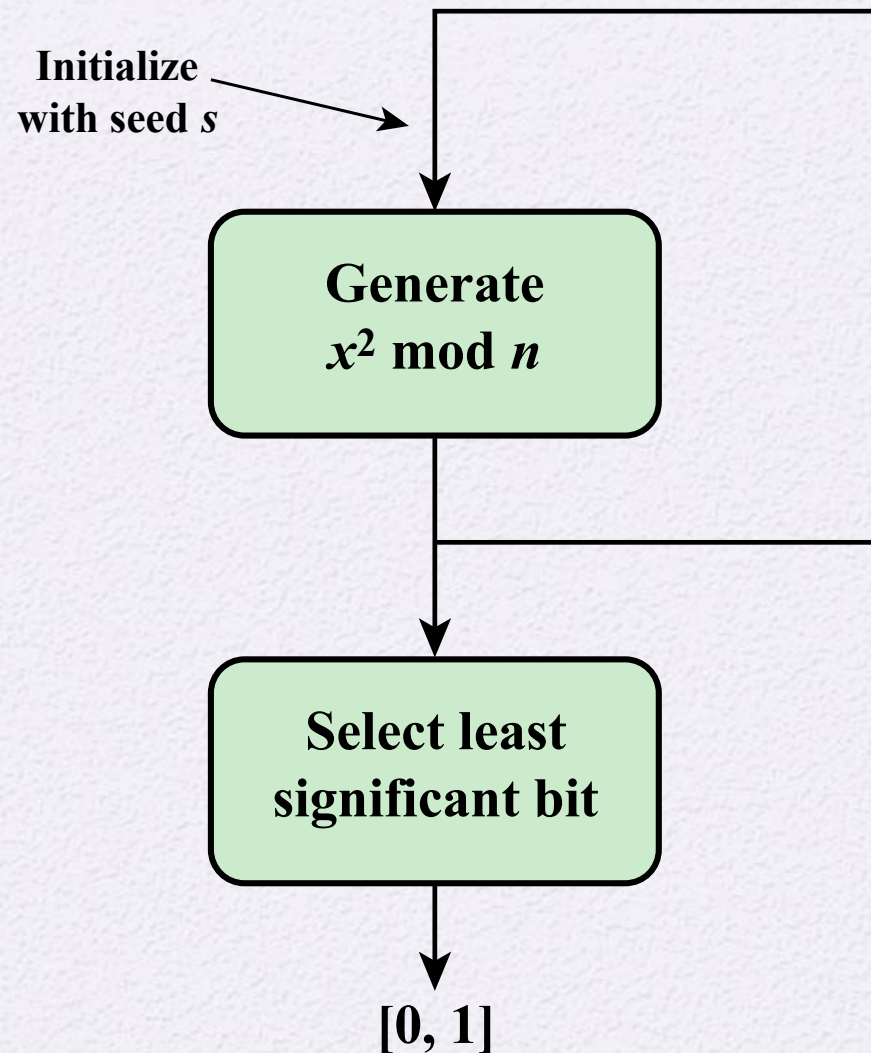 Initialize
with seed s
Generate
x² mod n
Select least
significant bit
[0, 1]